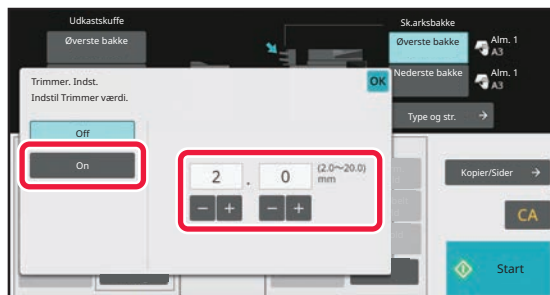 Udkastskuffe
Øverste bakke
Sk.arksbakke
Øverste bakke
Alm. 1
A3
Nederste bakke
Alm. 1
A3
Type og str.
Trimmer. Indst.
OK
Indstil Trimmer værdi.
Off
On
2 . 0 (2.0~20.0)
mm
− + − +
Kopier/Sider
CA
Start